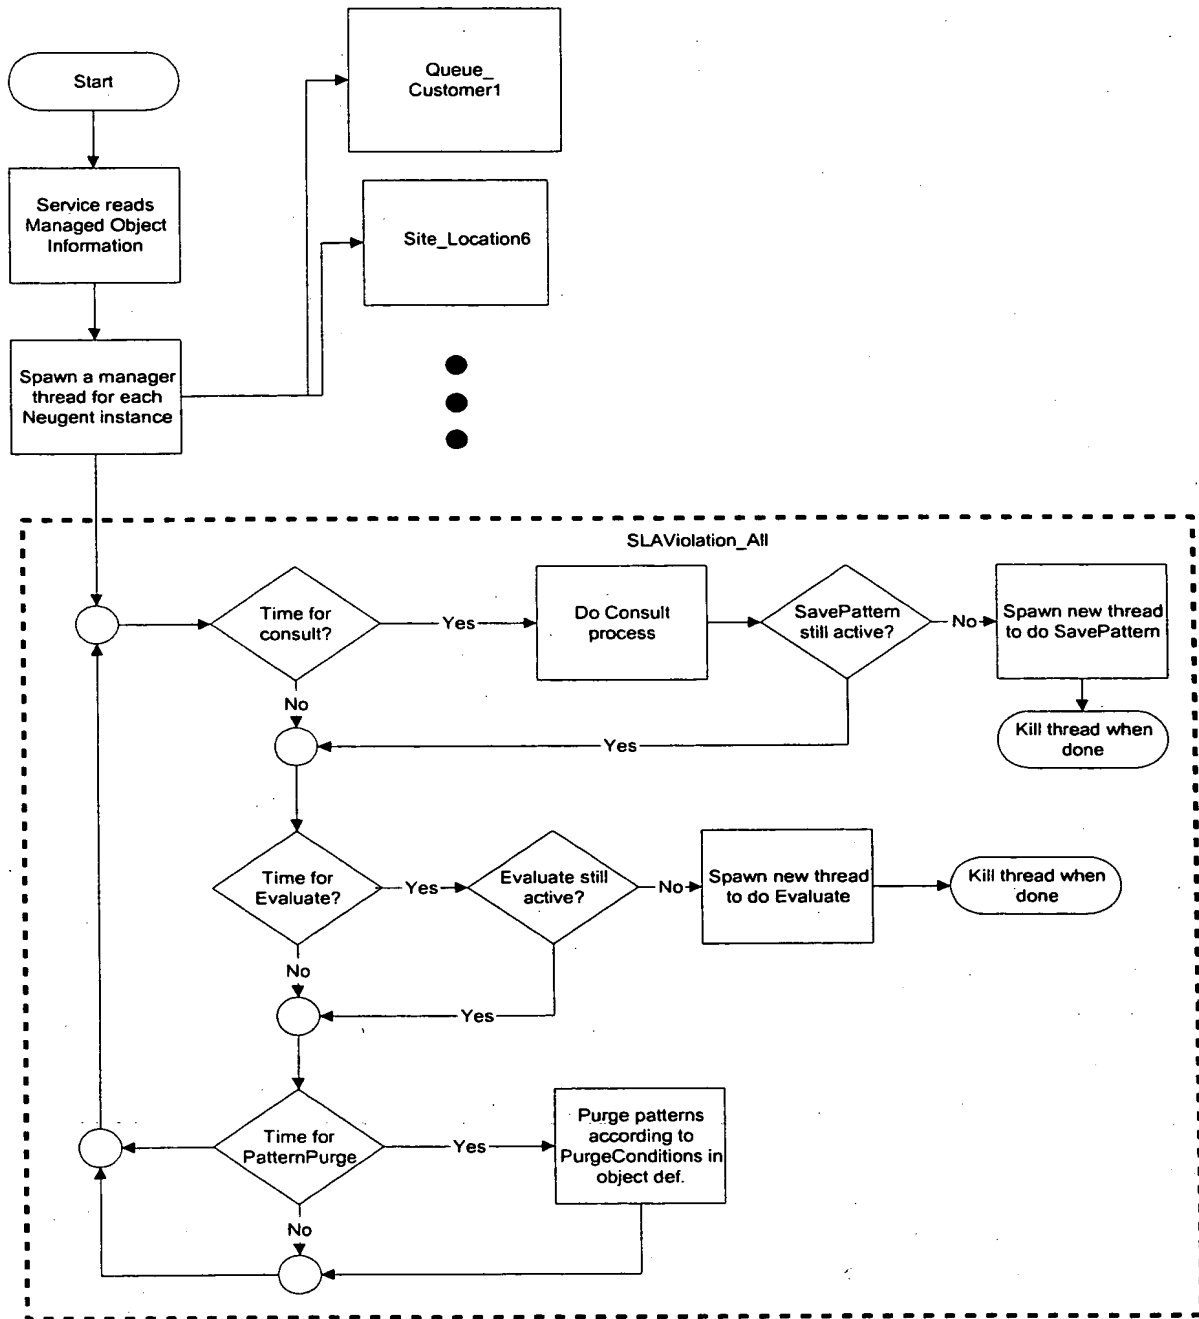 Start
Queue_
Customer1
Service reads
Managed Object
Information
Site_Location6
Spawn a manager
thread for each
Neugent instance
SLAViolation_All
Time for
consult?
Yes
Do Consult
process
SavePattern
still active?
No
Spawn new thread
to do SavePattern
No
Kill thread when
done
Yes
Time for
Evaluate?
Yes
Evaluate still
active?
No
Spawn new thread
to do Evaluate
Kill thread when
done
No
Yes
Time for
PatternPurge
Yes
Purge patterns
according to
PurgeConditions in
object def.
No